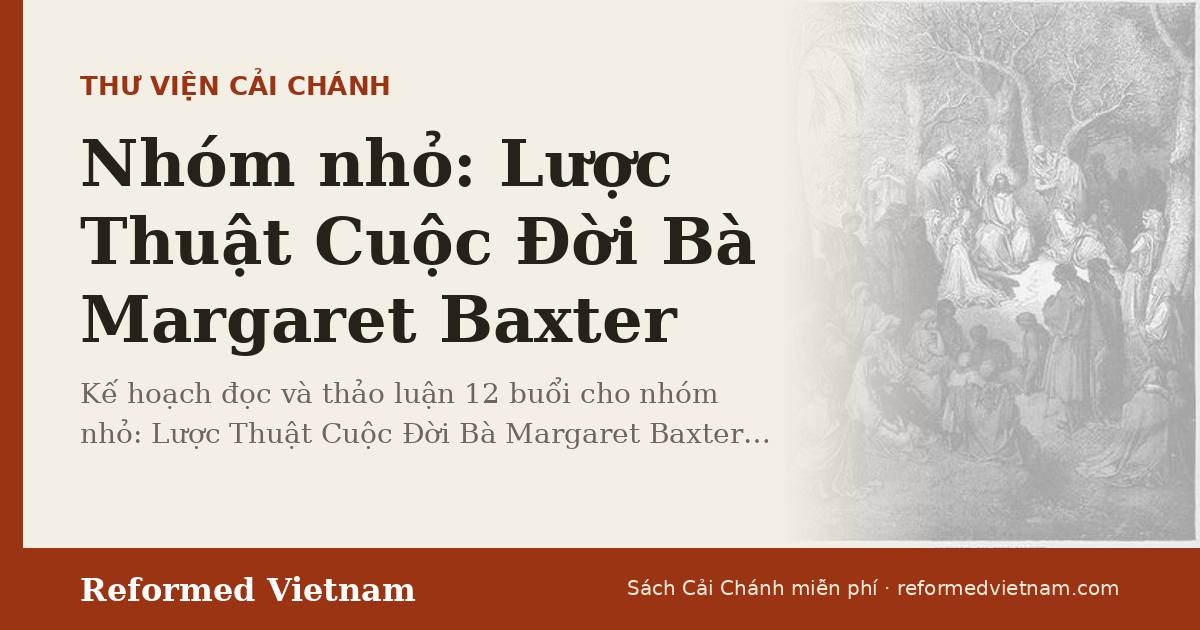 THƯ VIỆN CẢI CHÁNH
Nhóm nhỏ: Lược
Thuật Cuộc Đời Bà
Margaret Baxter
Kế hoạch đọc và thảo luận 12 buổi cho nhóm
nhỏ: Lược Thuật Cuộc Đời Bà Margaret Baxter...
Reformed Vietnam
Sách Cải Chánh miễn phí · reformedvietnam.com